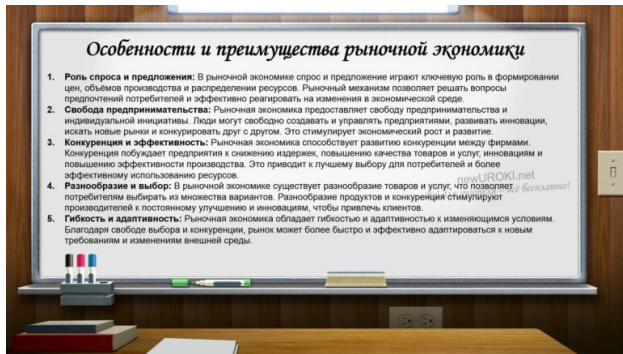 Особенности и преимущества рыночной экономики
1. Роль спроса и предложения: В рыночной экономике спрос и предложение играют ключевую роль в формировании
цен, объёмов производства и распределении ресурсов. Рыночный механизм позволяет решать вопросы
предпочтений потребителей и эффективно реагировать на изменения в экономической среде.
2. Свобода предпринимательства: Рыночная экономика предоставляет свободу предпринимательства и
индивидуальной инициативы. Люди могут свободно создавать и управлять предприятиями, развивать инновации,
искать новые рынки и конкурировать друг с другом. Это стимулирует экономический рост и развитие.
3. Конкуренция и эффективность: Рыночная экономика способствует развитию конкуренции между фирмами.
Конкуренция побуждает предприятия к снижению издержек, повышению качества товаров и услуг, инновациям и
повышению эффективности производства. Это приводит к лучшему выбору для потребителей и более
эффективному использованию ресурсов.
newUROKI.net
4. Разнообразие и выбор: В рыночной экономике существует разнообразие товаров и услуг, что позволяет
всё бесплатно!
потребителям выбирать из множества вариантов. Разнообразие продуктов и конкуренция стимулируют
производителей к постоянному улучшению и инновациям, чтобы привлечь клиентов.
5. Гибкость и адаптивность: Рыночная экономика обладает гибкостью и адаптивностью к изменяющимся условиям.
Благодаря свободе выбора и конкуренции, рынок может более быстро и эффективно адаптироваться к новым
требованиям и изменениям внешней среды.